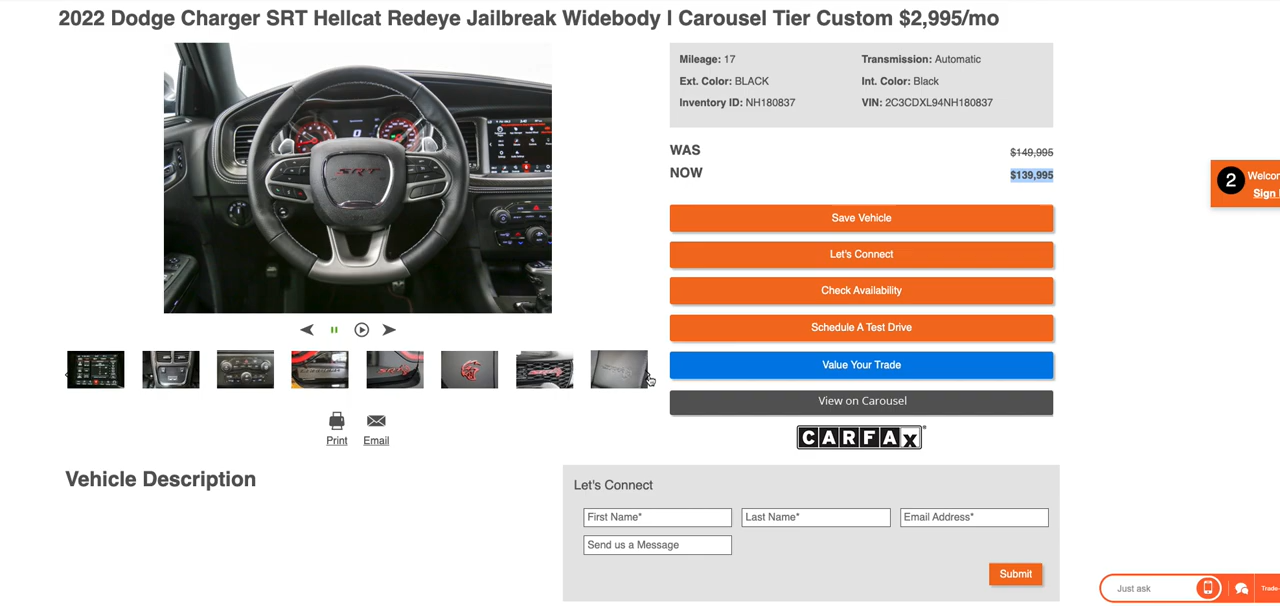 2022 Dodge Charger SRT Hellcat Redeye Jailbreak Widebody | Carousel Tier Custom $2,995/mo
Mileage: 17
Transmission: Automatic
Ext. Color: BLACK
Int. Color: Black
Inventory ID: NH180837
VIN: 2C3CDXL94NH180837
WAS
$149,995
NOW
$139,995
SRT
Save Vehicle
Let's Connect
Check Availability
Schedule A Test Drive
Value Your Trade
View on Carousel
CARFAX
2
Welcom
Sign
Print
Email
Vehicle Description
Let's Connect
First Name*
Last Name*
Email Address*
Send us a Message
Submit
Just ask
Trade-